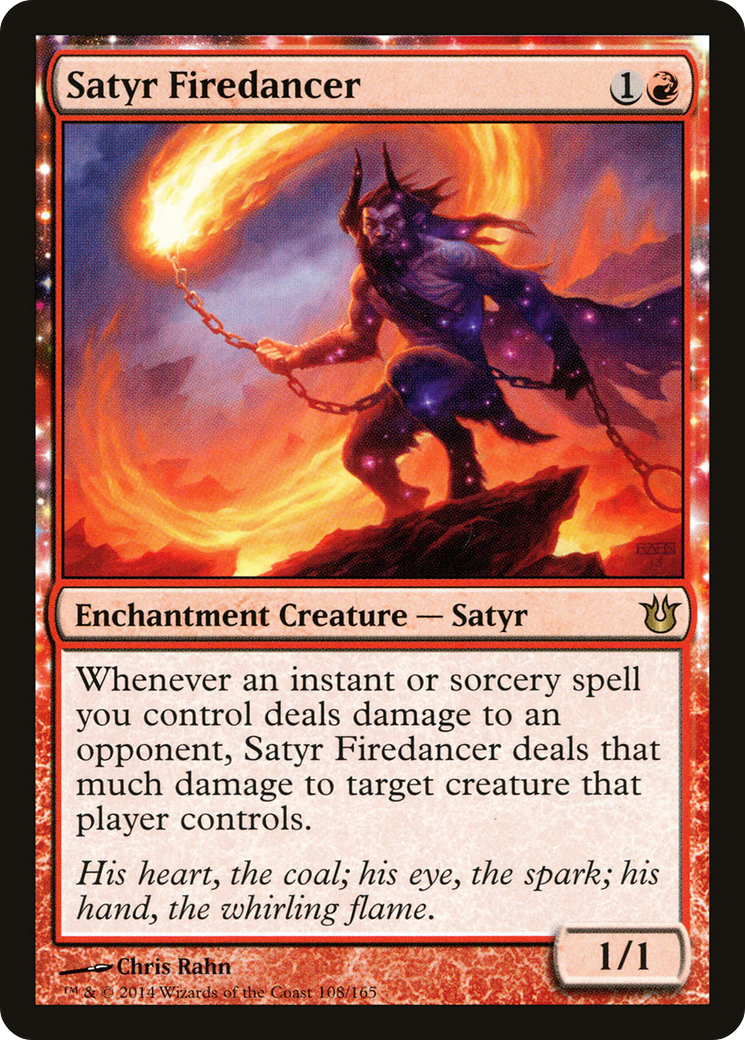 Satyr Firedancer 1
Enchantment Creature — Satyr
Whenever an instant or sorcery spell
you control deals damage to an
opponent, Satyr Firedancer deals that
much damage to target creature that
player controls.
His heart, the coal; his eye, the spark; his
hand, the whirling flame.
1/1
Chris Rahn
™ & © 2014 Wizards of the Coast 108/165